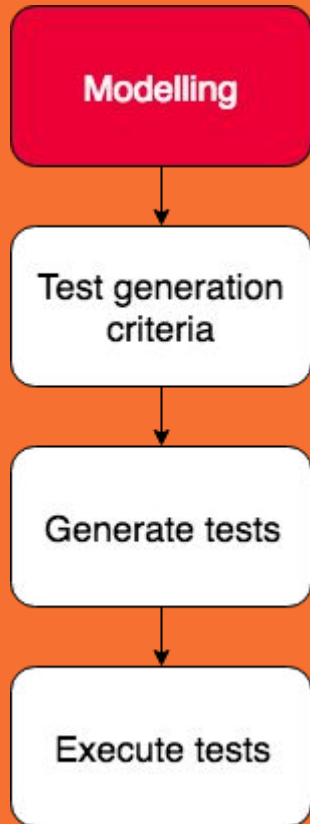 Modelling
Test generation
criteria
Generate tests
Execute tests